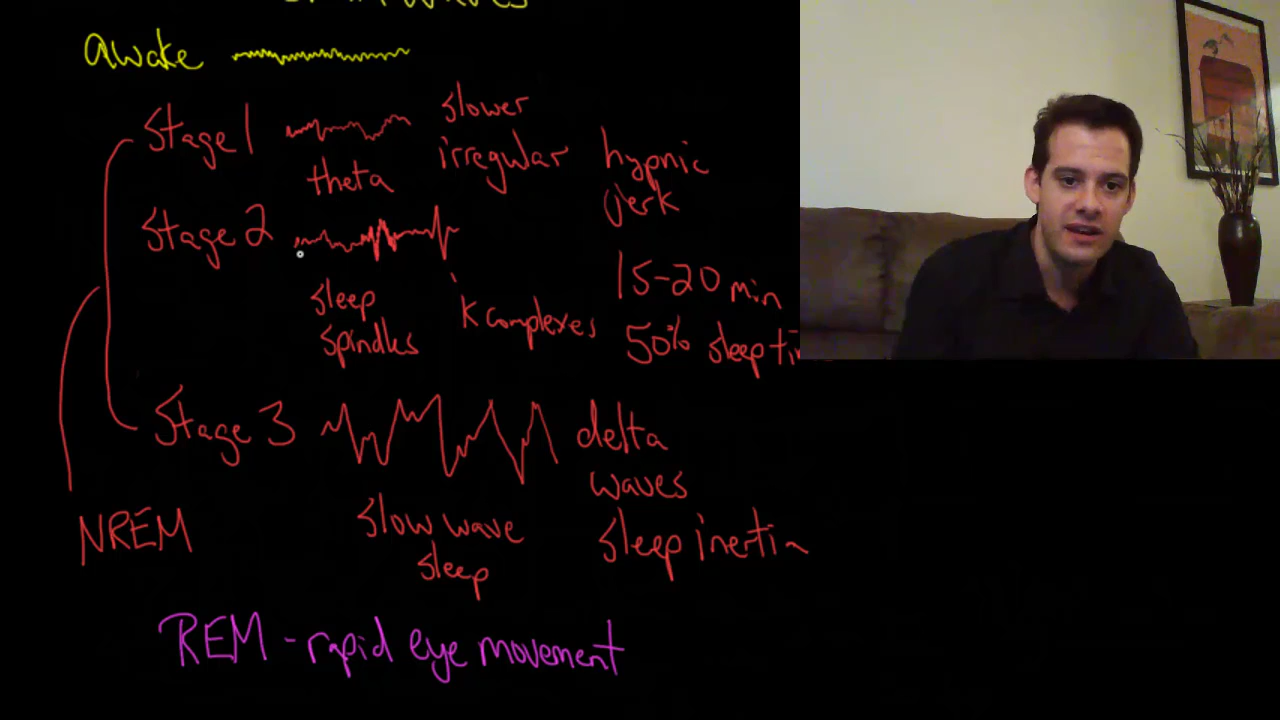 awake
Stage 1
slower
irregular
hypnic
jerk
theta
Stage 2
sleep
spindles
K complexes
15-20 min
50% sleep
Stage 3
delta
waves
slow wave
sleep
sleep inertia
NREM
REM - rapid eye movement